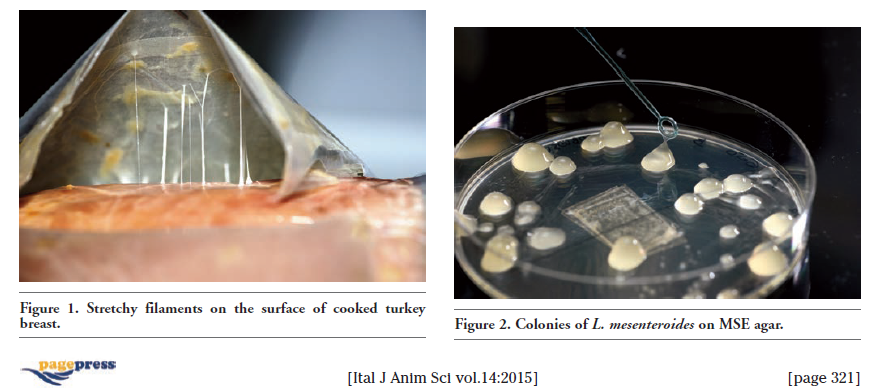 Figure 1. Stretchy filaments on the surface of cooked turkey
breast.
Figure 2. Colonies of L. mesenteroides on MSE agar.
pagepress
[Ital J Anim Sci vol.14:2015]
[page 321]